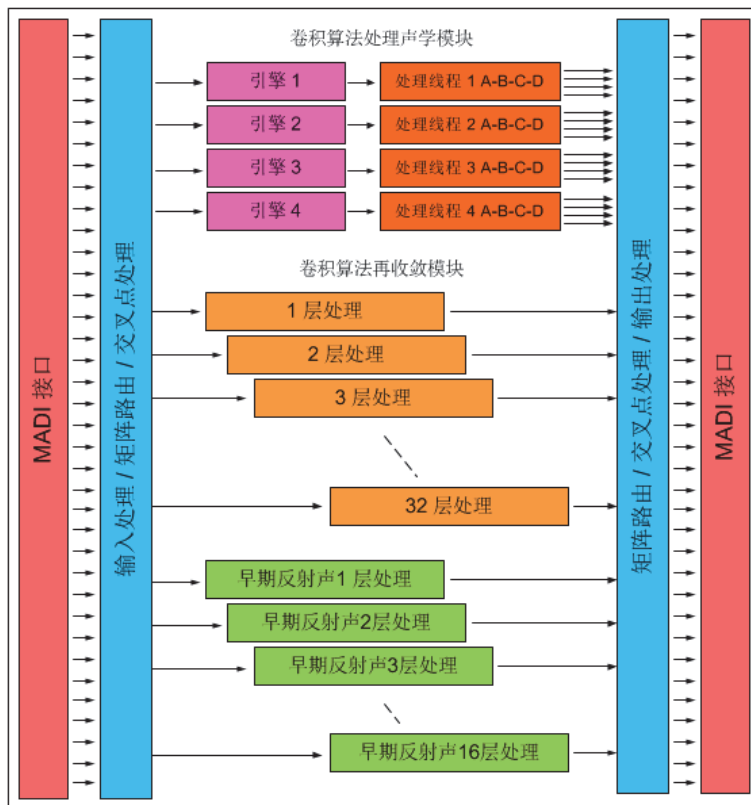 MADI 接口
输入处理 / 矩阵路由 / 交叉点处理
卷积算法处理声学模块
引擎 1
处理线程 1 A-B-C-D
引擎 2
处理线程 2 A-B-C-D
引擎 3
处理线程 3 A-B-C-D
引擎 4
处理线程 4 A-B-C-D
卷积算法再收敛模块
1 层处理
2 层处理
3 层处理
32 层处理
早期反射声1 层处理
早期反射声2层处理
早期反射声3层处理
早期反射声16层处理
矩阵路由 / 交叉点处理 / 输出处理
MADI 接口